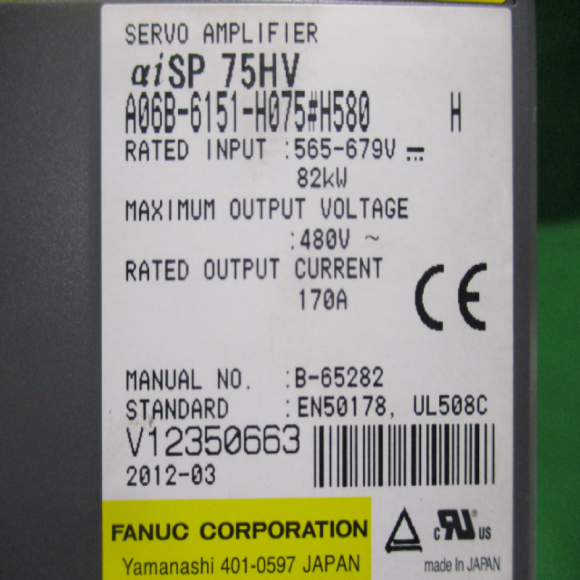 SERVO AMPLIFIER
αiSP 75HV
A06B-6151-H075#H580 H
RATED INPUT :565-679V ⎓
82kW
MAXIMUM OUTPUT VOLTAGE
:480V ~
RATED OUTPUT CURRENT
170A
CE
MANUAL NO. :B-65282
STANDARD :EN50178, UL508C
V12350663
2012-03
FANUC CORPORATION
Yamanashi 401-0597 JAPAN
c RU US
made In JAPAN